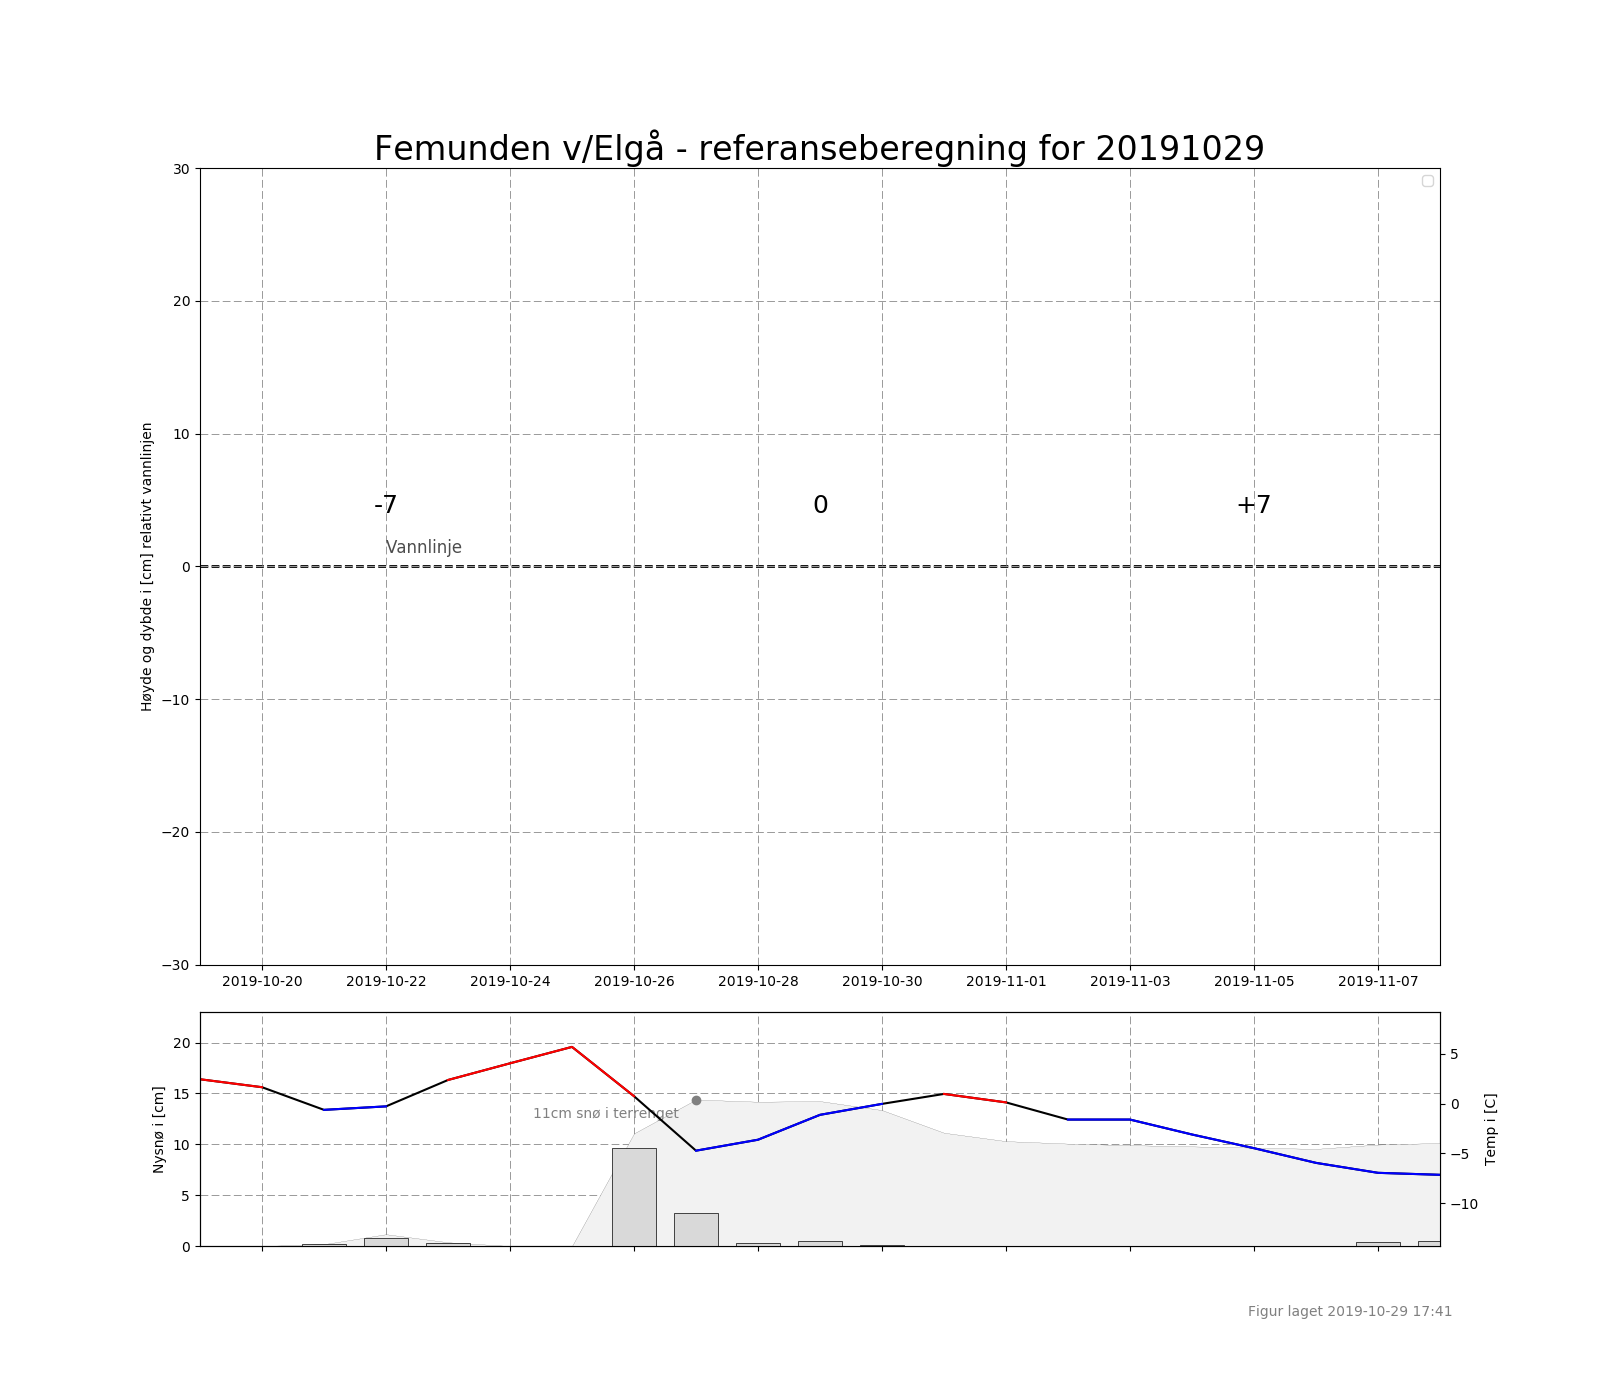 Femunden v/Elgå - referanseberegning for 20191029
30
20
10
0
−10
−20
−30
Høyde og dybde i [cm] relativt vannlinjen
-7
0
+7
Vannlinje
2019-10-20 2019-10-22 2019-10-24 2019-10-26 2019-10-28 2019-10-30 2019-11-01 2019-11-03 2019-11-05 2019-11-07
20
15
10
5
0
Nysnø i [cm]
11cm snø i terrenget
5
0
−5
−10
Temp i [C]
Figur laget 2019-10-29 17:41